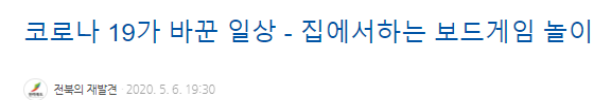 코로나 19가 바꾼 일상 - 집에서하는 보드게임 놀이
전북의 재발견 · 2020. 5. 6. 19:30